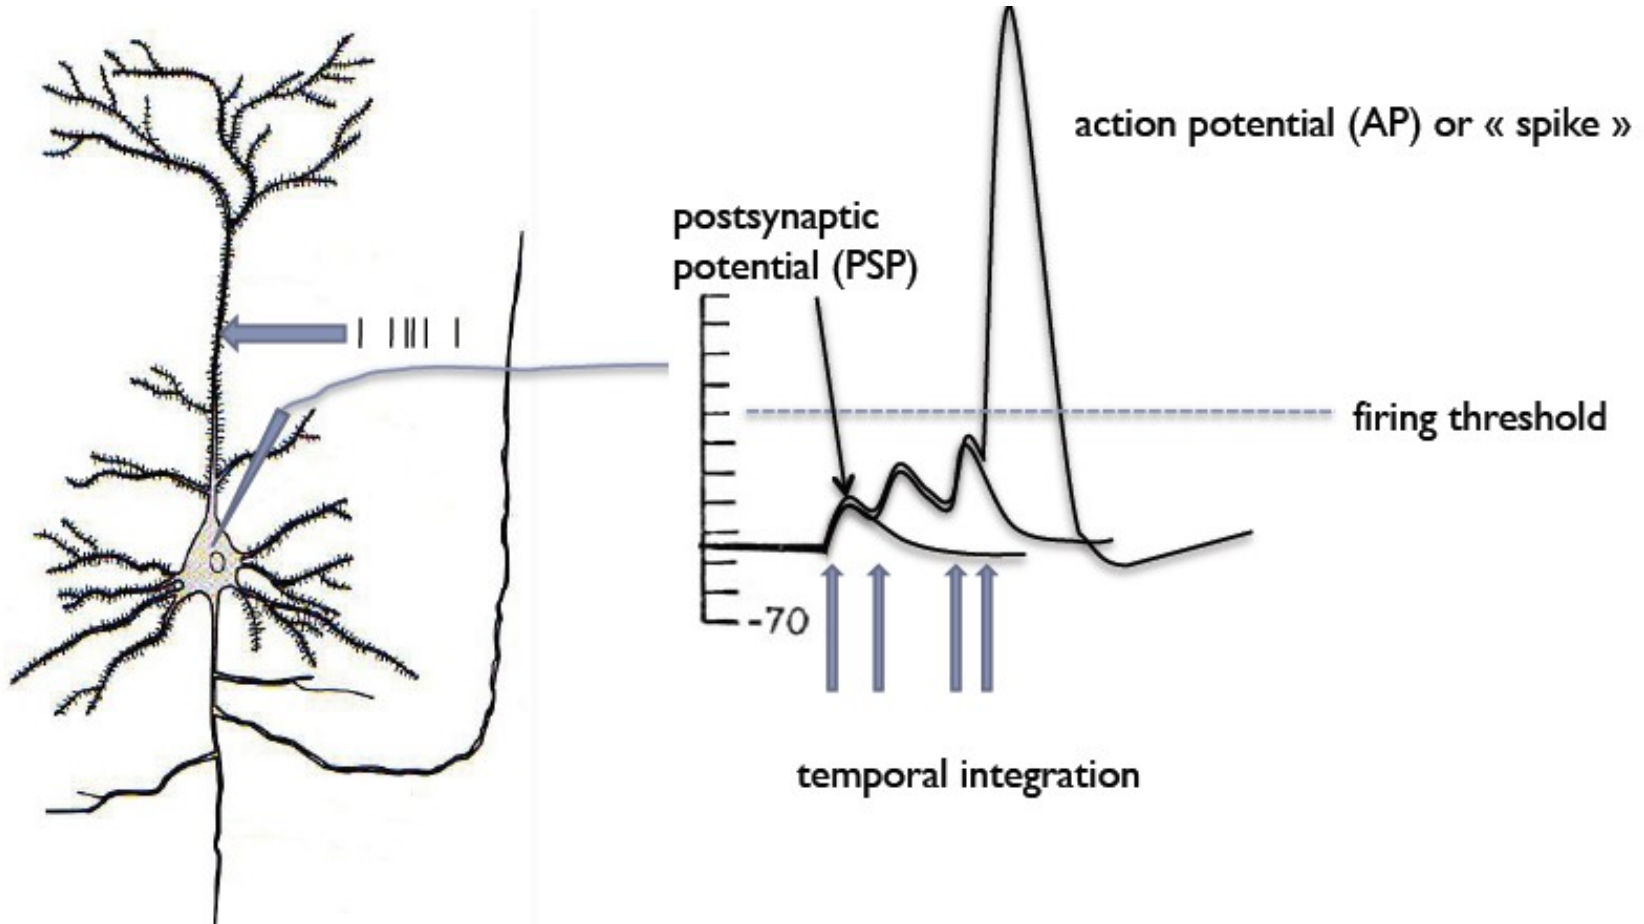 action potential (AP) or « spike »
postsynaptic
potential (PSP)
firing threshold
-70
temporal integration